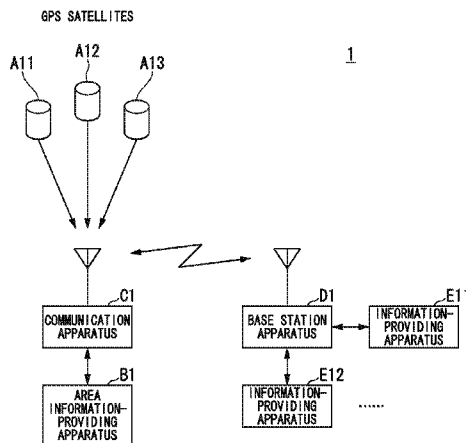 GPS SATELLITES
A11
A12
A13
1
C1
COMMUNICATION
APPARATUS
B1
AREA
INFORMATION-
PROVIDING
APPARATUS
D1
BASE STATION
APPARATUS
E11
INFORMATION-
PROVIDING
APPARATUS
E12
INFORMATION-
PROVIDING
APPARATUS
......